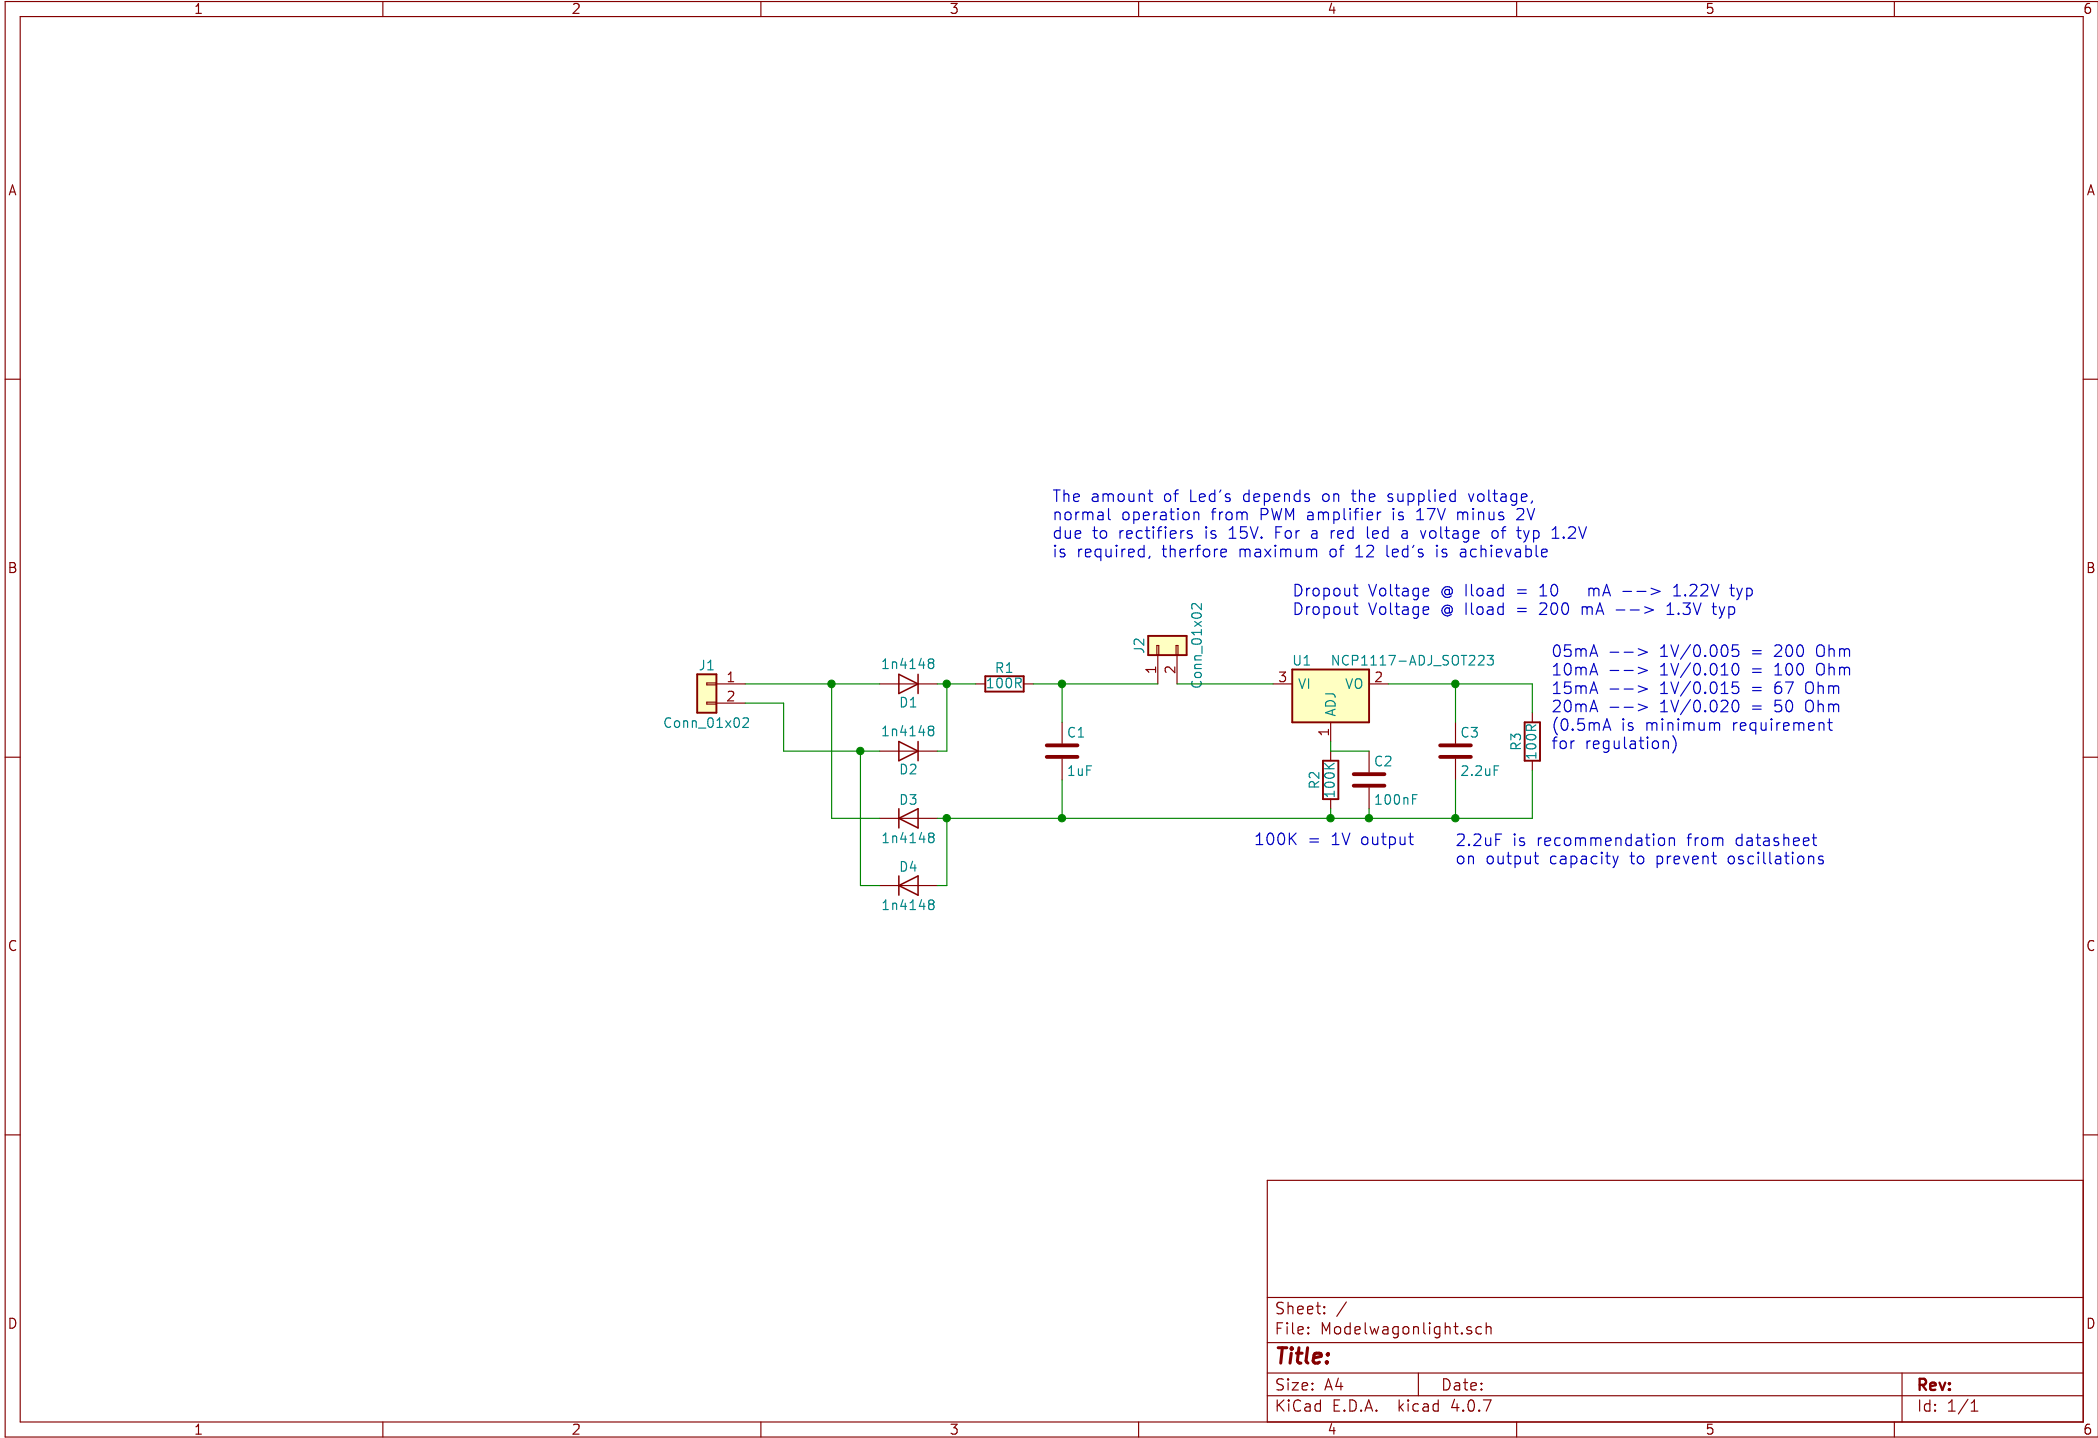 1 2 3 4 5 6
A A
The amount of Led's depends on the supplied voltage,
normal operation from PWM amplifier is 17V minus 2V
due to rectifiers is 15V. For a red led a voltage of typ 1.2V
is required, therfore maximum of 12 led's is achievable
B B
Dropout Voltage @ Iload = 10 mA --> 1.22V typ
Dropout Voltage @ Iload = 200 mA --> 1.3V typ
J2
Conn_01x02
1
2
05mA --> 1V/0.005 = 200 Ohm
10mA --> 1V/0.010 = 100 Ohm
15mA --> 1V/0.015 = 67 Ohm
20mA --> 1V/0.020 = 50 Ohm
(0.5mA is minimum requirement
for regulation)
J1
1
2
Conn_01x02
1n4148
D1
1n4148
D2
D3
1n4148
D4
1n4148
R1
100R
C1
1uF
U1 NCP1117-ADJ_SOT223
3 VI VO 2
ADJ
1
R2
100K
C2
100nF
C3
2.2uF
R3
100R
100K = 1V output
2.2uF is recommendation from datasheet
on output capacity to prevent oscillations
C C
Sheet: /
File: Modelwagonlight.sch
D D
Title:
Size: A4 Date: Rev:
KiCad E.D.A. kicad 4.0.7 Id: 1/1
1 2 3 4 5 6